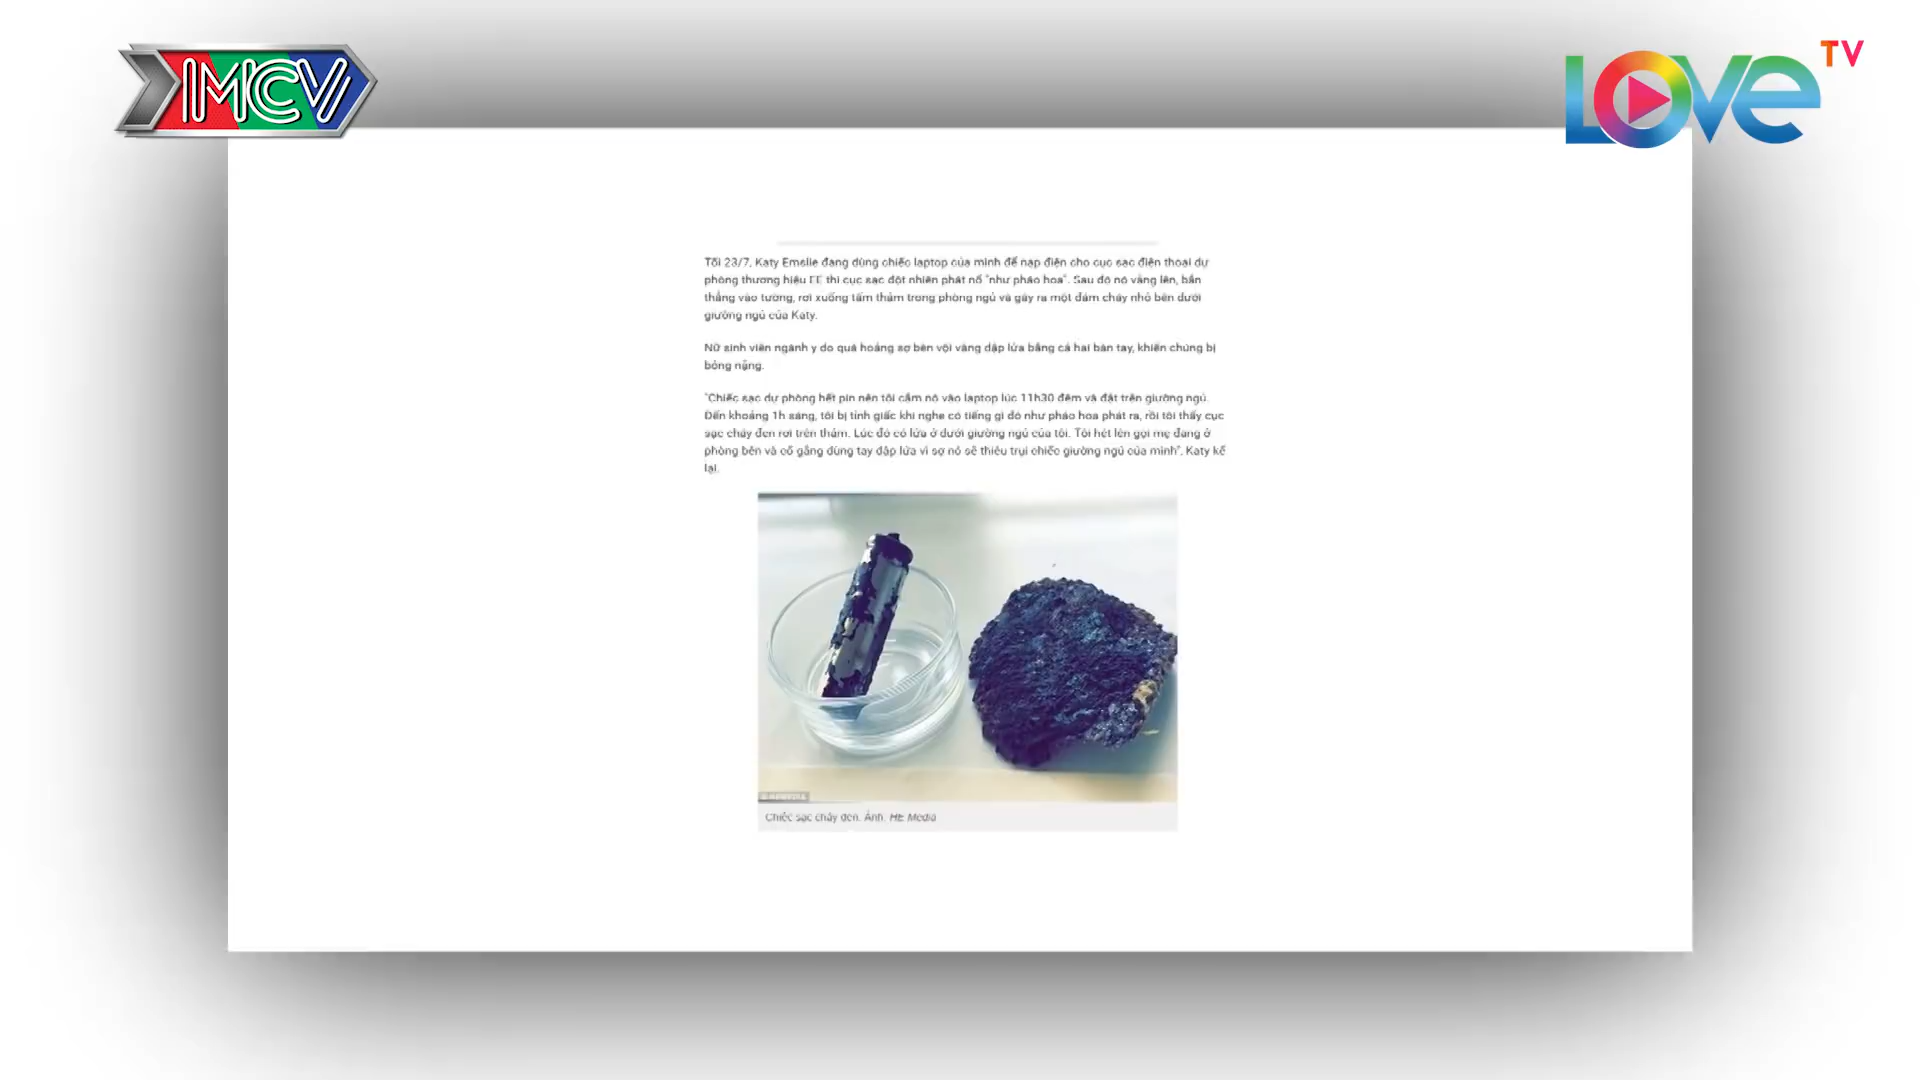 MCV
LOVE TV
Tối 23/7, Katy Emslie đang dùng chiếc laptop của mình để nạp điện cho cục sạc điện thoại dự
phòng thương hiệu EE thì cục sạc đột nhiên phát nổ "như pháo hoa". Sau đó nó văng lên, bắn
thẳng vào tường, rơi xuống tấm thảm trong phòng ngủ và gây ra một đám cháy nhỏ bên dưới
giường ngủ của Katy.
Nữ sinh viên ngành y do quá hoảng sợ bèn vội vàng dập lửa bằng cả hai bàn tay, khiến chúng bị
bỏng nặng.
"Chiếc sạc dự phòng hết pin nên tôi cắm nó vào laptop lúc 11h30 đêm và đặt trên giường ngủ.
Đến khoảng 1h sáng, tôi bị tỉnh giấc khi nghe có tiếng gì đó như pháo hoa phát ra, rồi tôi thấy cục
sạc cháy đen rơi trên thảm. Lúc đó có lửa ở dưới giường ngủ của tôi. Tôi hét lên gọi mẹ đang ở
phòng bên và cố gắng dùng tay dập lửa vì sợ nó sẽ thiêu trụi chiếc giường ngủ của mình", Katy kể
lại.
Chiếc sạc cháy đen. Ảnh: HE Media